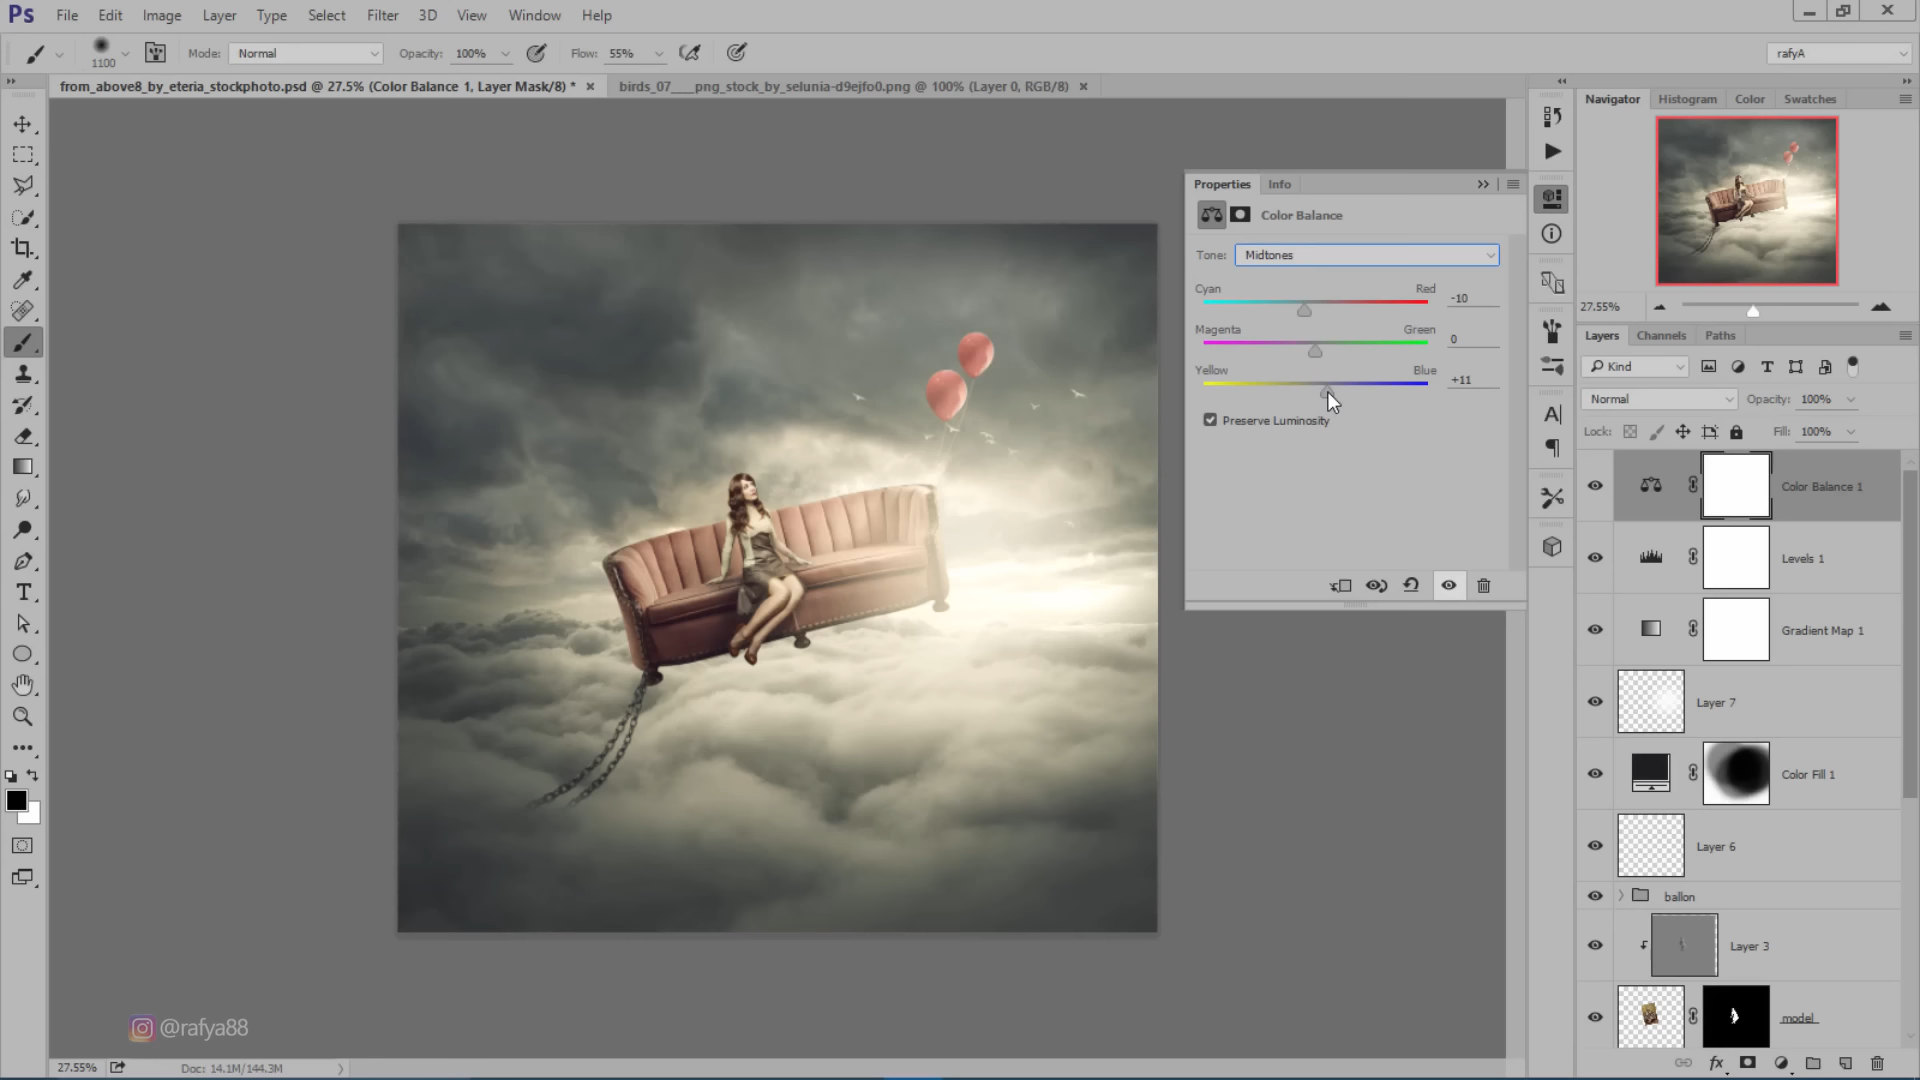 Ps File Edit Image Layer Type Select Filter 3D View Window Help
1100 Mode: Normal Opacity: 100% Flow: 55% rafyA
from_above8_by_eteria_stockphoto.psd @ 27.5% (Color Balance 1, Layer Mask/8) * × birds_07___png_stock_by_selunia-d9ejfo0.png @ 100% (Layer 0, RGB/8) ×
Navigator Histogram Color Swatches
27.55%
Properties Info
Color Balance
Tone: Midtones
Cyan Red -10
Magenta Green 0
Yellow Blue +11
Preserve Luminosity
Layers Channels Paths
Kind
Normal Opacity: 100%
Lock: Fill: 100%
Color Balance 1
Levels 1
Gradient Map 1
Layer 7
Color Fill 1
Layer 6
ballon
Layer 3
model
@rafya88
27.55% Doc: 14.1M/144.3M